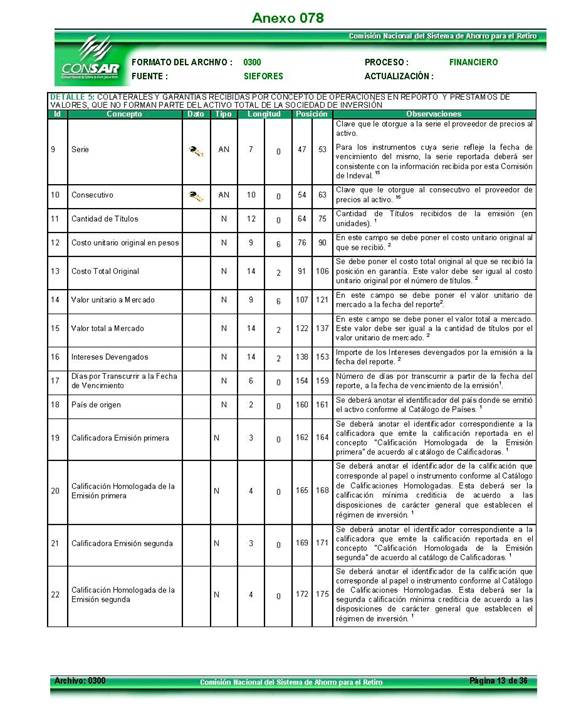 Anexo 078
Comisión Nacional del Sistema de Ahorro para el Retiro
CONSAR
FORMATO DEL ARCHIVO : 0300 PROCESO : FINANCIERO
FUENTE : SIEFORES ACTUALIZACIÓN :
DETALLE 5: COLATERALES Y GARANTIAS RECIBIDAS POR CONCEPTO DE OPERACIONES EN REPORTO Y PRESTAMOS DE
VALORES, QUE NO FORMAN PARTE DEL ACTIVO TOTAL DE LA SOCIEDAD DE INVERSIÓN
Id Concepto Dato Tipo Longitud Posición Observaciones
9 Serie AN 7 0 47 53
Clave que le otorgue a la serie el proveedor de precios al
activo.
Para los instrumentos cuya serie refleje la fecha de
vencimiento del mismo, la serie reportada deberá ser
consistente con la información recibida por esta Comisión
de Indeval. 15
10 Consecutivo AN 10 0 54 63
Clave que le otorgue al consecutivo el proveedor de
precios al activo. 15
11 Cantidad de Títulos N 12 0 64 75
Cantidad de Títulos recibidos de la emisión (en
unidades). 1
12 Costo unitario original en pesos N 9 6 76 90
En este campo se debe poner el costo unitario original al
que se recibió. 2
13 Costo Total Original N 14 2 91 106
Se debe poner el costo total original al que se recibió la
posición en garantía. Este valor debe ser igual al costo
unitario original por el número de títulos. 2
14 Valor unitario a Mercado N 9 6 107 121
En este campo se debe poner el valor unitario de
mercado a la fecha del reporte2.
15 Valor total a Mercado N 14 2 122 137
En este campo se debe poner el valor total a mercado.
Este valor debe ser igual a la cantidad de títulos por el
valor unitario de mercado. 2
16 Intereses Devengados N 14 2 138 153
Importe de los Intereses devengados por la emisión a la
fecha del reporte. 2
17 Días por Transcurrir a la Fecha
de Vencimiento N 6 0 154 159
Número de días por transcurrir a partir de la fecha del
reporte, a la fecha de vencimiento de la emisión1.
18 País de origen N 2 0 160 161
Se deberá anotar el identificador del país donde se emitió
el activo conforme al Catálogo de Países. 1
19 Calificadora Emisión primera N 3 0 162 164
Se deberá anotar el identificador correspondiente a la
calificadora que emite la calificación reportada en el
concepto "Calificación Homologada de la Emisión
primera" de acuerdo al catálogo de Calificadoras. 1
20 Calificación Homologada de la
Emisión primera N 4 0 165 168
Se deberá anotar el identificador de la calificación que
corresponde al papel o instrumento conforme al Catálogo
de Calificaciones Homologadas. Esta deberá ser la
calificación mínima crediticia de acuerdo a las
disposiciones de carácter general que establecen el
régimen de inversión. 1
21 Calificadora Emisión segunda N 3 0 169 171
Se deberá anotar el identificador correspondiente a la
calificadora que emite la calificación reportada en el
concepto "Calificación Homologada de la Emisión
segunda" de acuerdo al catálogo de Calificadoras. 1
22 Calificación Homologada de la
Emisión segunda N 4 0 172 175
Se deberá anotar el identificador de la calificación que
corresponde al papel o instrumento conforme al Catálogo
de Calificaciones Homologadas. Esta deberá ser la
segunda calificación mínima crediticia de acuerdo a las
disposiciones de carácter general que establecen el
régimen de inversión. 1
Archivo: 0300 Comisión Nacional del Sistema de Ahorro para el Retiro Página 13 de 36